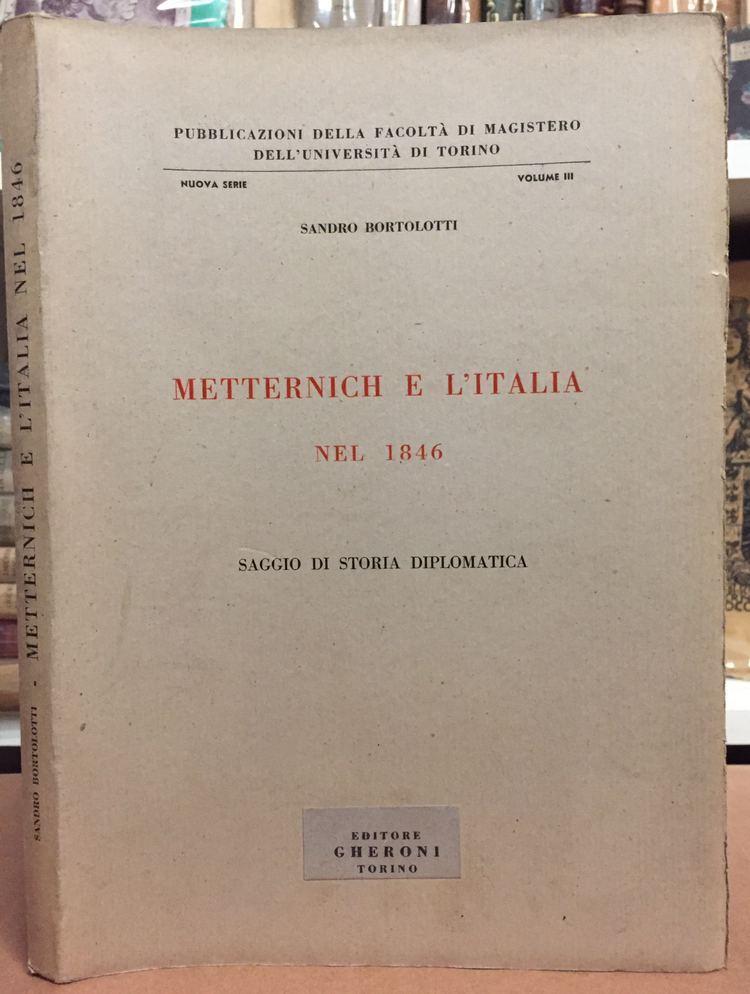 PUBBLICAZIONI DELLA FACOLTÀ DI MAGISTERO
DELL'UNIVERSITÀ DI TORINO
NUOVA SERIE VOLUME III
SANDRO BORTOLOTTI
METTERNICH E L'ITALIA
NEL 1846
SAGGIO DI STORIA DIPLOMATICA
EDITORE
GHERONI
TORINO
SANDRO BORTOLOTTI - METTERNICH E L'ITALIA NEL 1846